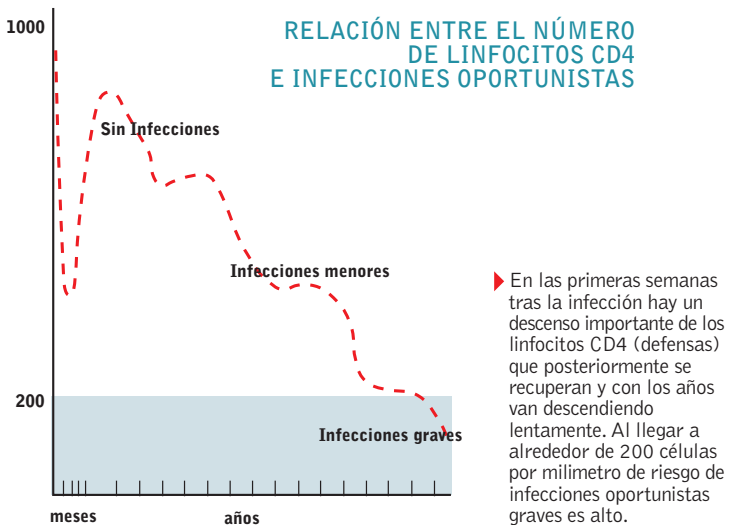 RELACIÓN ENTRE EL NÚMERO
DE LINFOCITOS CD4
E INFECCIONES OPORTUNISTAS
1000
Sin Infecciones
Infecciones menores
200
Infecciones graves
meses
años
En las primeras semanas
tras la infección hay un
descenso importante de los
linfocitos CD4 (defensas)
que posteriormente se
recuperan y con los años
van descendiendo
lentamente. Al llegar a
alrededor de 200 células
por milimetro de riesgo de
infecciones oportunistas
graves es alto.